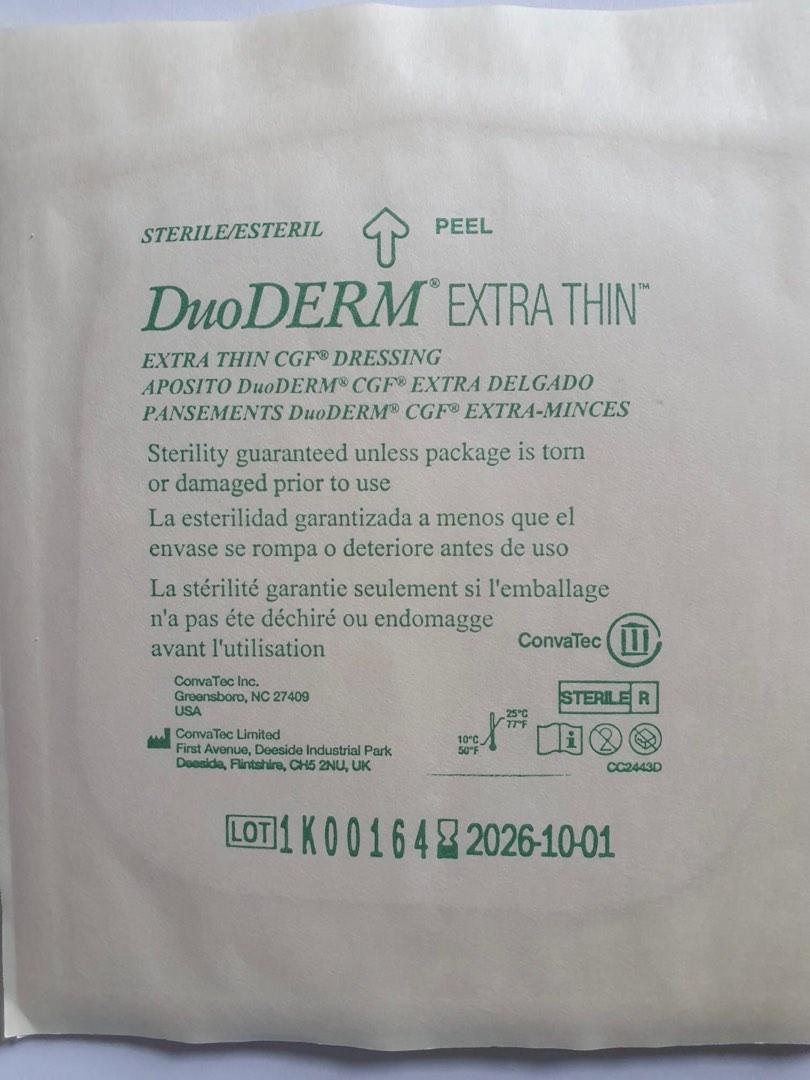 STERILE/ESTERIL PEEL
DuoDERM® EXTRA THIN™
EXTRA THIN CGF® DRESSING
APOSITO DuoDERM® CGF® EXTRA DELGADO
PANSEMENTS DuoDERM® CGF® EXTRA-MINCES
Sterility guaranteed unless package is torn
or damaged prior to use
La esterilidad garantizada a menos que el
envase se rompa o deteriore antes de uso
La stérilité garantie seulement si l'emballage
n'a pas éte déchiré ou endomagge
avant l'utilisation
ConvaTec
ConvaTec Inc.
Greensboro, NC 27409
USA
ConvaTec Limited
First Avenue, Deeside Industrial Park
Deeside, Flintshire, CH5 2NU, UK
STERILE R
25°C
77°F
10°C
50°F
i
2
CC2443D
LOT 1K00164 2026-10-01